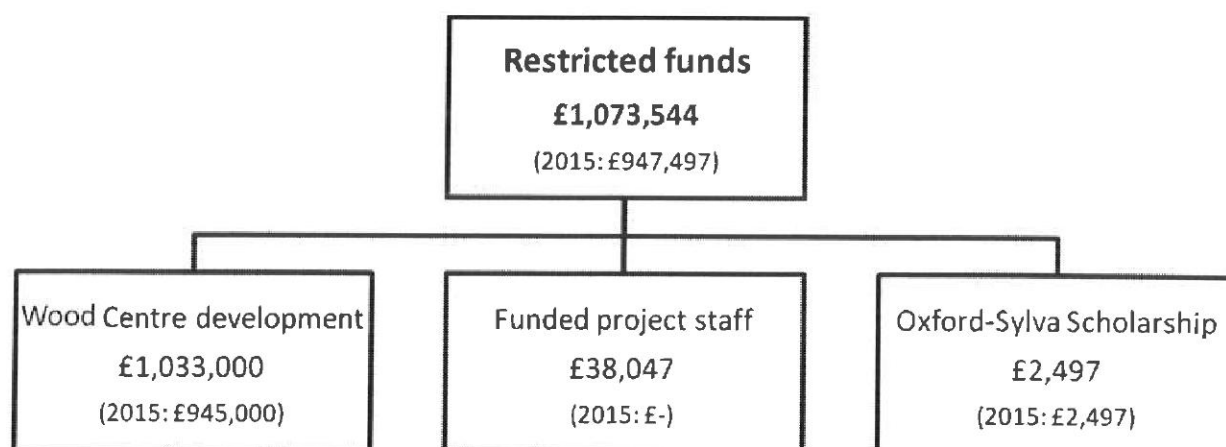 Restricted funds
£1,073,544
(2015: £947,497)
Wood Centre development
£1,033,000
(2015: £945,000)
Funded project staff
£38,047
(2015: £-)
Oxford-Sylva Scholarship
£2,497
(2015: £2,497)